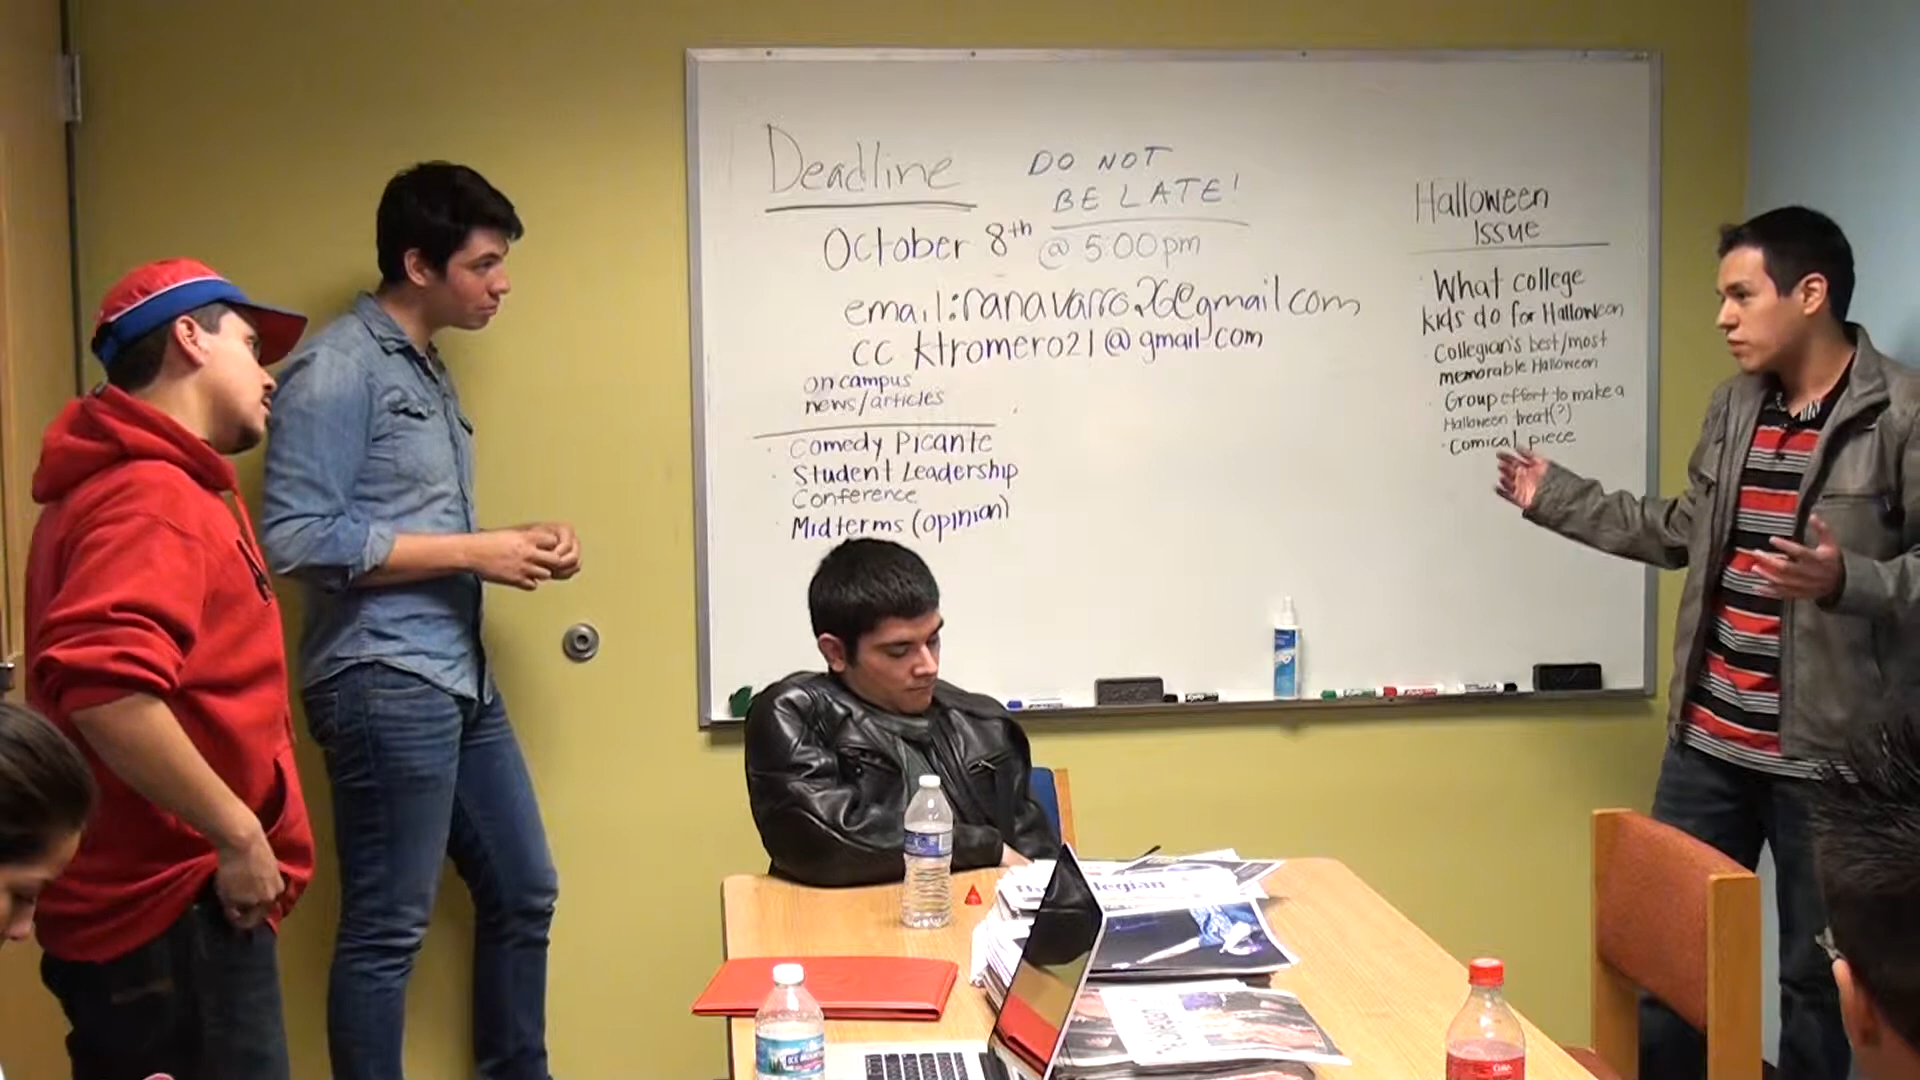 Deadline
DO NOT
BE LATE!
October 8th @ 5:00pm
email: ranavarro26@gmail.com
cc ktromero21@gmail.com
on campus
news/articles
· Comedy Picante
· Student Leadership
Conference
· Midterms (opinion)
Halloween
Issue
· What college
kids do for Halloween
· Collegian's best/most
memorable Halloween
· Group effort to make a
Halloween treat(?)
· Comical piece